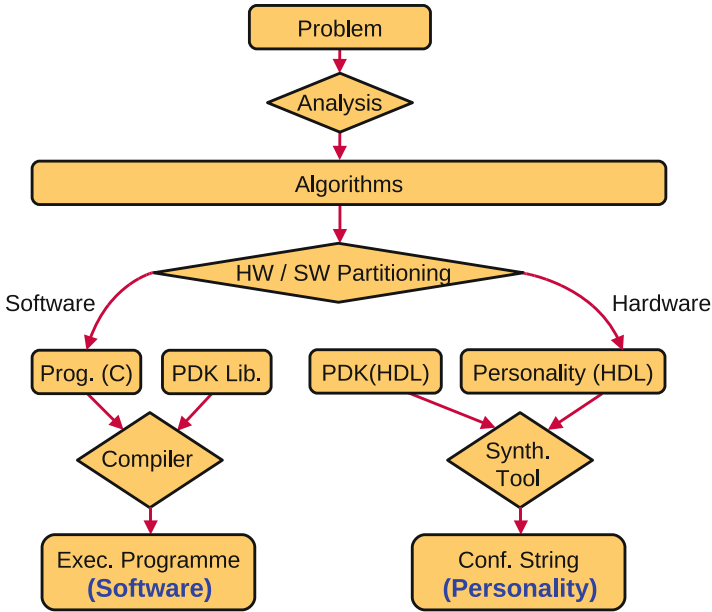 Problem
Analysis
Algorithms
HW / SW Partitioning
Software
Hardware
Prog. (C)
PDK Lib.
PDK(HDL)
Personality (HDL)
Compiler
Synth.
Tool
Exec. Programme
(Software)
Conf. String
(Personality)